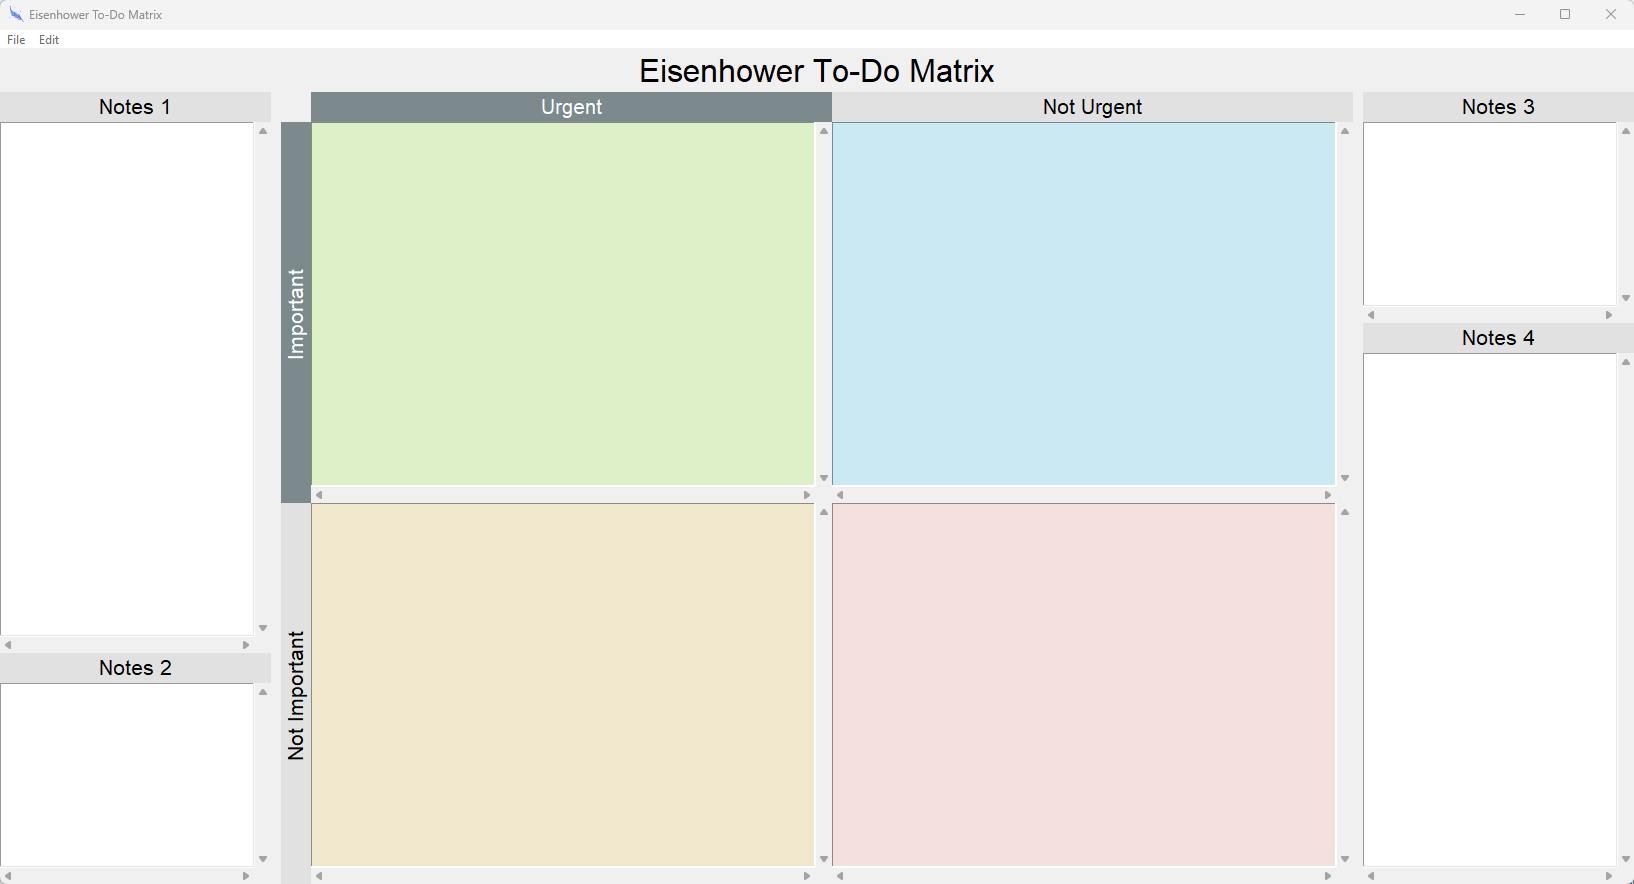 Eisenhower To-Do Matrix
File Edit
Eisenhower To-Do Matrix
Notes 1
Urgent
Not Urgent
Notes 3
Important
Notes 4
Not Important
Notes 2